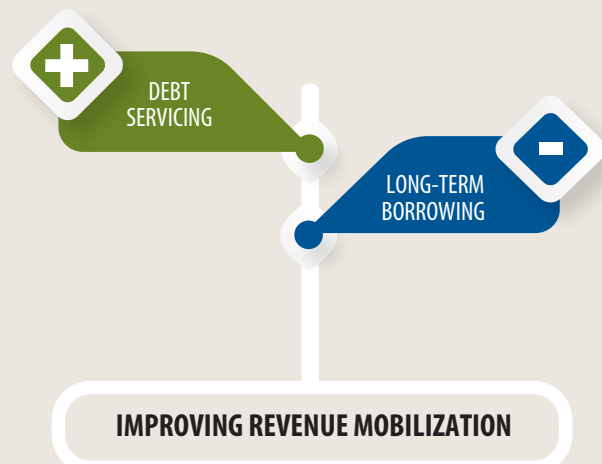 DEBT
SERVICING
LONG-TERM
BORROWING
IMPROVING REVENUE MOBILIZATION